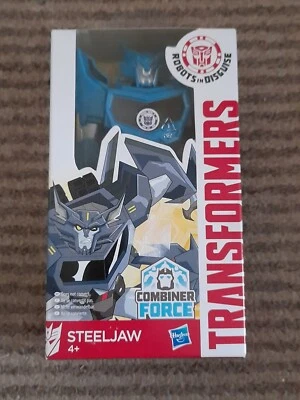 ROBOTS IN DISGUISE
TRANSFORMERS
COMBINER
FORCE
STEELJAW
4+
Hasbro